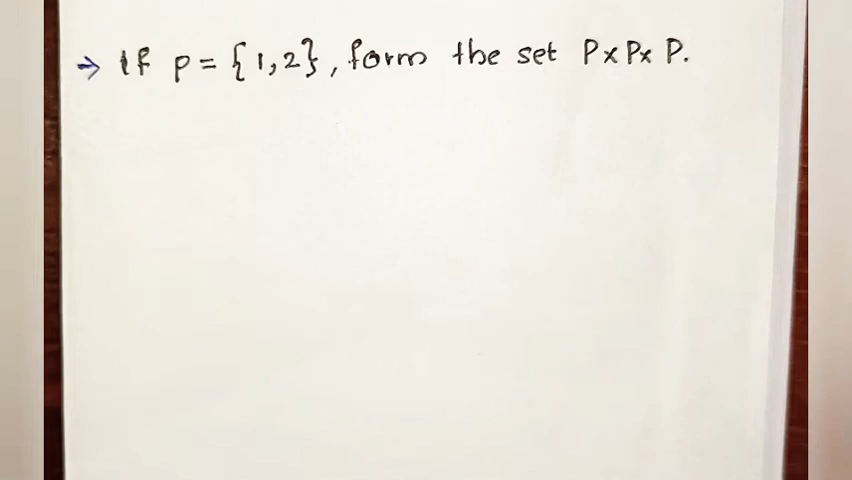 → If p = {1,2}, form the set P×P×P.